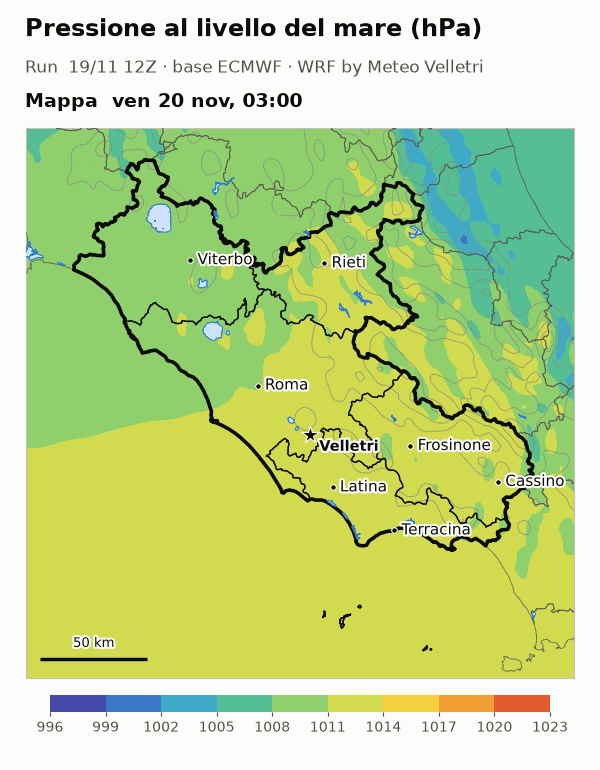 Pressione al livello del mare (hPa)
Run  19/11 12Z · base ECMWF · WRF by Meteo Velletri
Mappa  ven 20 nov, 03:00
Viterbo
Rieti
Roma
Velletri
Frosinone
Latina
Cassino
Terracina
50 km
996 999 1002 1005 1008 1011 1014 1017 1020 1023